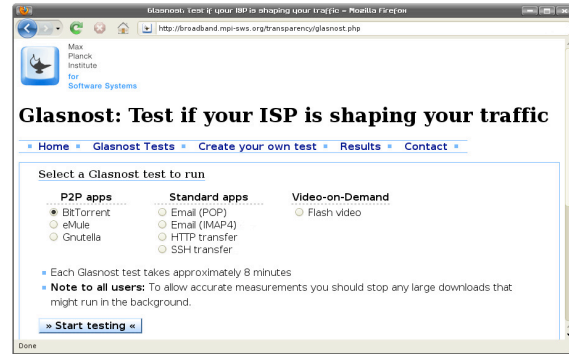 Glasnost: Test if your ISP is shaping your traffic - Mozilla Firefox
http://broadband.mpi-sws.org/transparency/glasnost.php
Max
Planck
Institute
for
Software Systems
Glasnost: Test if your ISP is shaping your traffic
Home Glasnost Tests Create your own test Results Contact
Select a Glasnost test to run
P2P apps Standard apps Video-on-Demand
BitTorrent Email (POP) Flash video
eMule Email (IMAP4)
Gnutella HTTP transfer
SSH transfer
Each Glasnost test takes approximately 8 minutes
Note to all users: To allow accurate measurements you should stop any large downloads that
might run in the background.
» Start testing «
Done